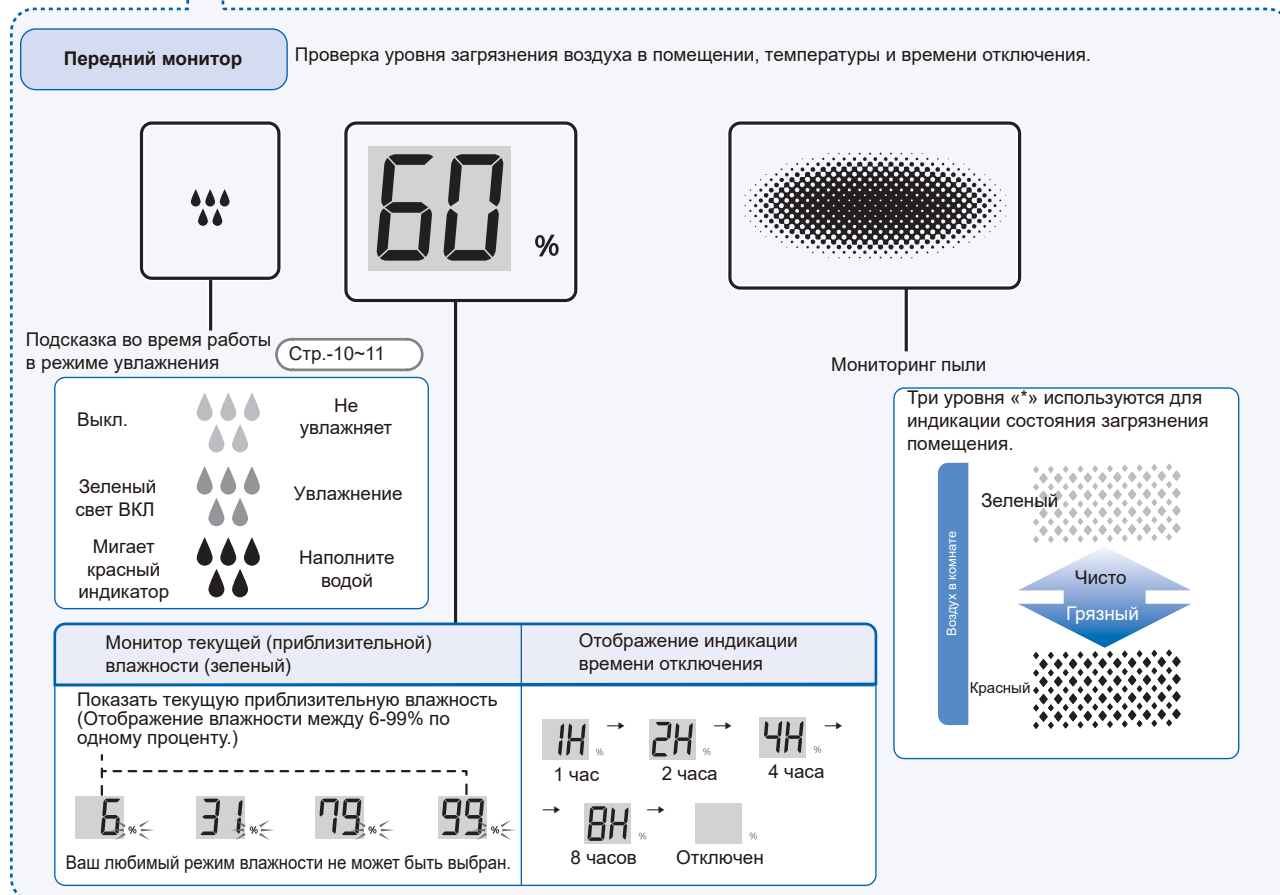 Передний монитор
Проверка уровня загрязнения воздуха в помещении, температуры и времени отключения.
60 %
Подсказка во время работы
в режиме увлажнения
Стр.-10~11
Мониторинг пыли
Выкл.
Не
увлажняет
Зеленый
свет ВКЛ
Увлажнение
Мигает
красный
индикатор
Наполните
водой
Три уровня «*» используются для
индикации состояния загрязнения
помещения.
Воздух в комнате
Зеленый
Чисто
Грязный
Красный
Монитор текущей (приблизительной)
влажности (зеленый)
Показать текущую приблизительную влажность
(Отображение влажности между 6-99% по
одному проценту.)
6 % 31 % 79 % 99 %
Ваш любимый режим влажности не может быть выбран.
Отображение индикации
времени отключения
1H % → 2H % → 4H % →
1 час 2 часа 4 часа
→ 8H % → %
8 часов Отключен